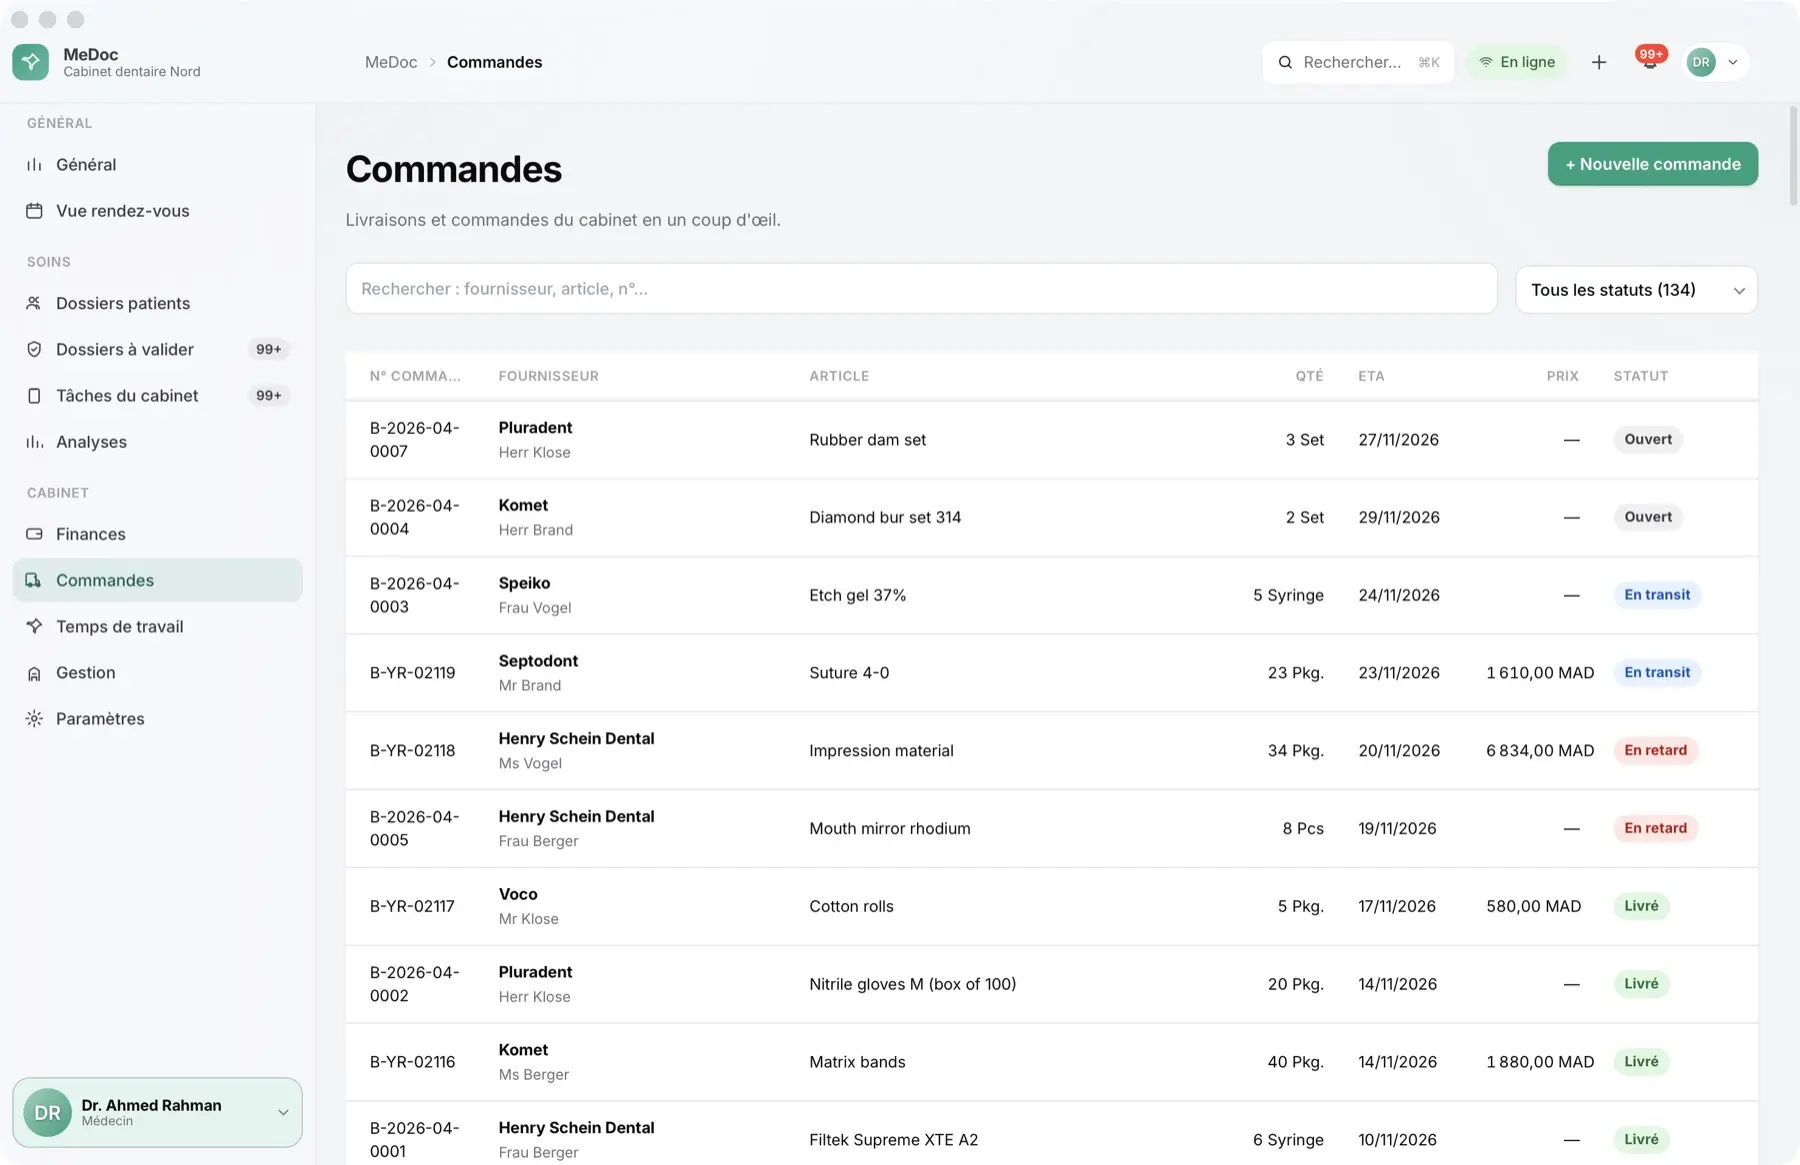 MeDoc
Cabinet dentaire Nord
MeDoc > Commandes
Rechercher... ⌘K
En ligne
+
99+
DR
GÉNÉRAL
Général
Vue rendez-vous
SOINS
Dossiers patients
Dossiers à valider 99+
Tâches du cabinet 99+
Analyses
CABINET
Finances
Commandes
Temps de travail
Gestion
Paramètres
DR
Dr. Ahmed Rahman
Médecin
Commandes
+ Nouvelle commande
Livraisons et commandes du cabinet en un coup d'œil.
Rechercher : fournisseur, article, n°...
Tous les statuts (134)
N° COMMA... FOURNISSEUR ARTICLE QTÉ ETA PRIX STATUT
B-2026-04-0007 Pluradent Herr Klose Rubber dam set 3 Set 27/11/2026 — Ouvert
B-2026-04-0004 Komet Herr Brand Diamond bur set 314 2 Set 29/11/2026 — Ouvert
B-2026-04-0003 Speiko Frau Vogel Etch gel 37% 5 Syringe 24/11/2026 — En transit
B-YR-02119 Septodont Mr Brand Suture 4-0 23 Pkg. 23/11/2026 1 610,00 MAD En transit
B-YR-02118 Henry Schein Dental Ms Vogel Impression material 34 Pkg. 20/11/2026 6 834,00 MAD En retard
B-2026-04-0005 Henry Schein Dental Frau Berger Mouth mirror rhodium 8 Pcs 19/11/2026 — En retard
B-YR-02117 Voco Mr Klose Cotton rolls 5 Pkg. 17/11/2026 580,00 MAD Livré
B-2026-04-0002 Pluradent Herr Klose Nitrile gloves M (box of 100) 20 Pkg. 14/11/2026 — Livré
B-YR-02116 Komet Ms Berger Matrix bands 40 Pkg. 14/11/2026 1 880,00 MAD Livré
B-2026-04-0001 Henry Schein Dental Frau Berger Filtek Supreme XTE A2 6 Syringe 10/11/2026 — Livré